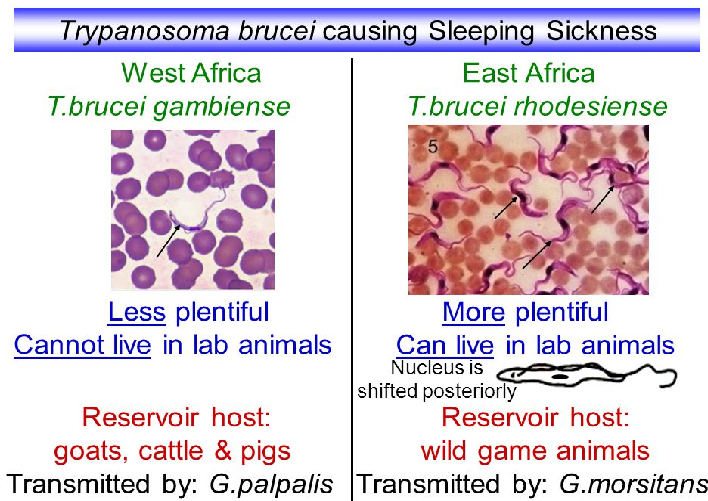 Trypanosoma brucei causing Sleeping Sickness
West Africa
T.brucei gambiense
Less plentiful
Cannot live in lab animals
Reservoir host:
goats, cattle & pigs
Transmitted by: G.palpalis
East Africa
T.brucei rhodesiense
5
More plentiful
Can live in lab animals
Nucleus is
shifted posteriorly
Reservoir host:
wild game animals
Transmitted by: G.morsitans